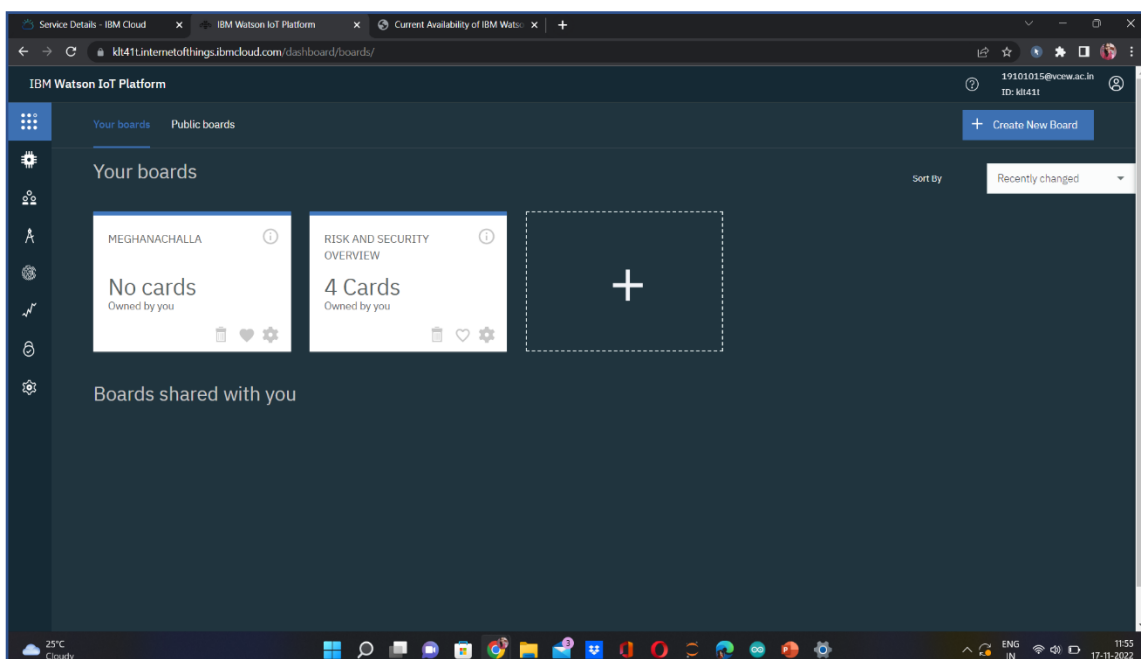 Service Details - IBM Cloud
IBM Watson IoT Platform
Current Availability of IBM Watso
klt41t.internetofthings.ibmcloud.com/dashboard/boards/
IBM Watson IoT Platform
19101015@vcew.ac.in
ID: klt41t
Your boards
Public boards
+ Create New Board
Your boards
Sort By
Recently changed
MEGHANACHALLA
No cards
Owned by you
RISK AND SECURITY
OVERVIEW
4 Cards
Owned by you
Boards shared with you
25°C
Cloudy
3
ENG
IN
11:55
17-11-2022